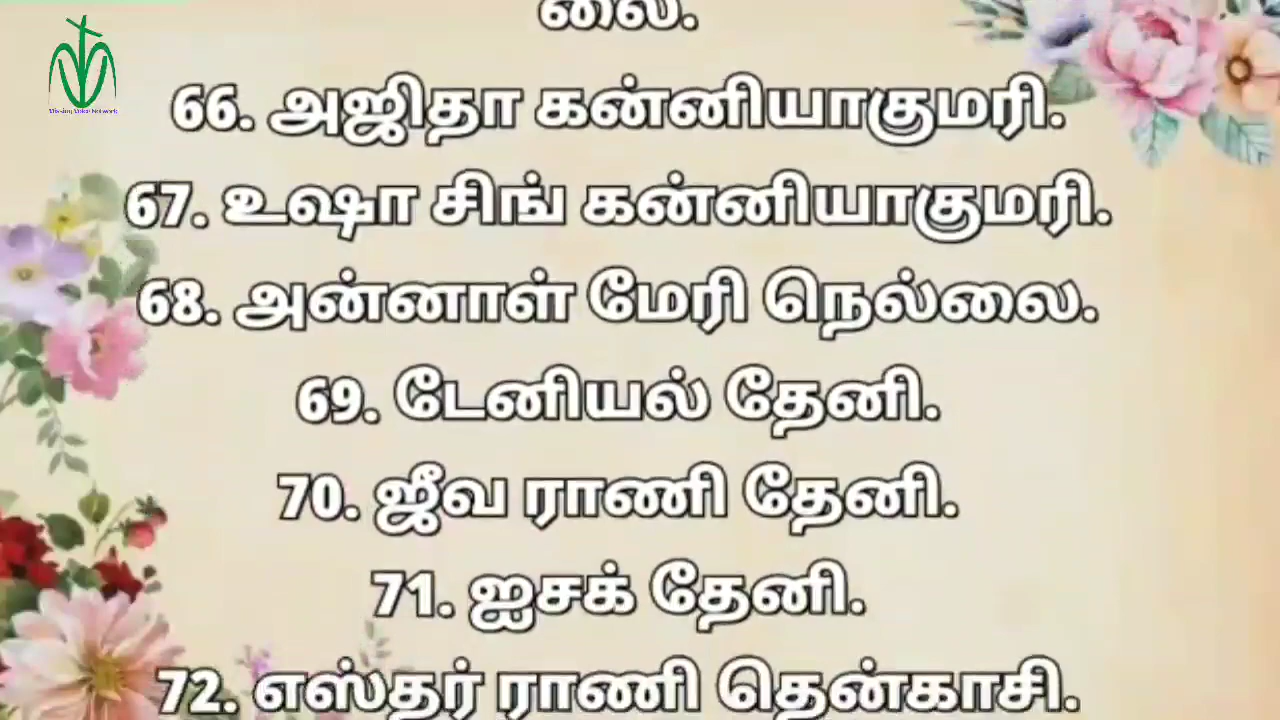 லை.
66. அஜிதா கன்னியாகுமரி.
67. உஷா சிங் கன்னியாகுமரி.
68. அன்னாள் மேரி நெல்லை.
69. டேனியல் தேனி.
70. ஜீவ ராணி தேனி.
71. ஐசக் தேனி.
72. எஸ்தர் ராணி தென்காசி.